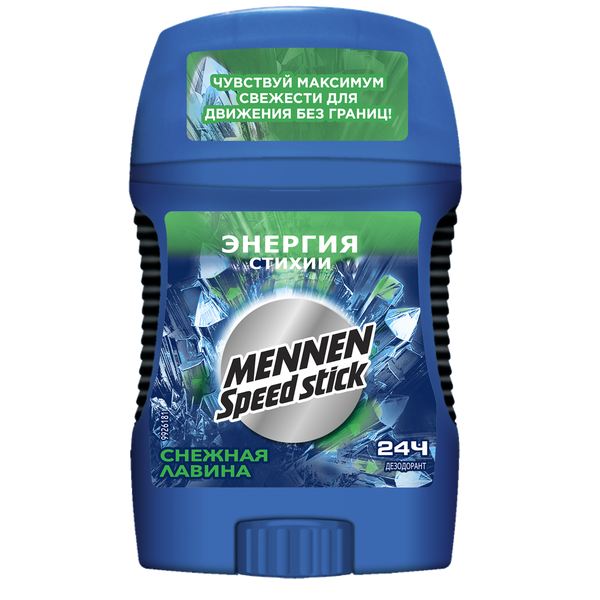 ЧУВСТВУЙ МАКСИМУМ
СВЕЖЕСТИ ДЛЯ
ДВИЖЕНИЯ БЕЗ ГРАНИЦ!
ЭНЕРГИЯ
СТИХИИ
MENNEN
Speed Stick
СНЕЖНАЯ
ЛАВИНА
24Ч
ДЕЗОДОРАНТ